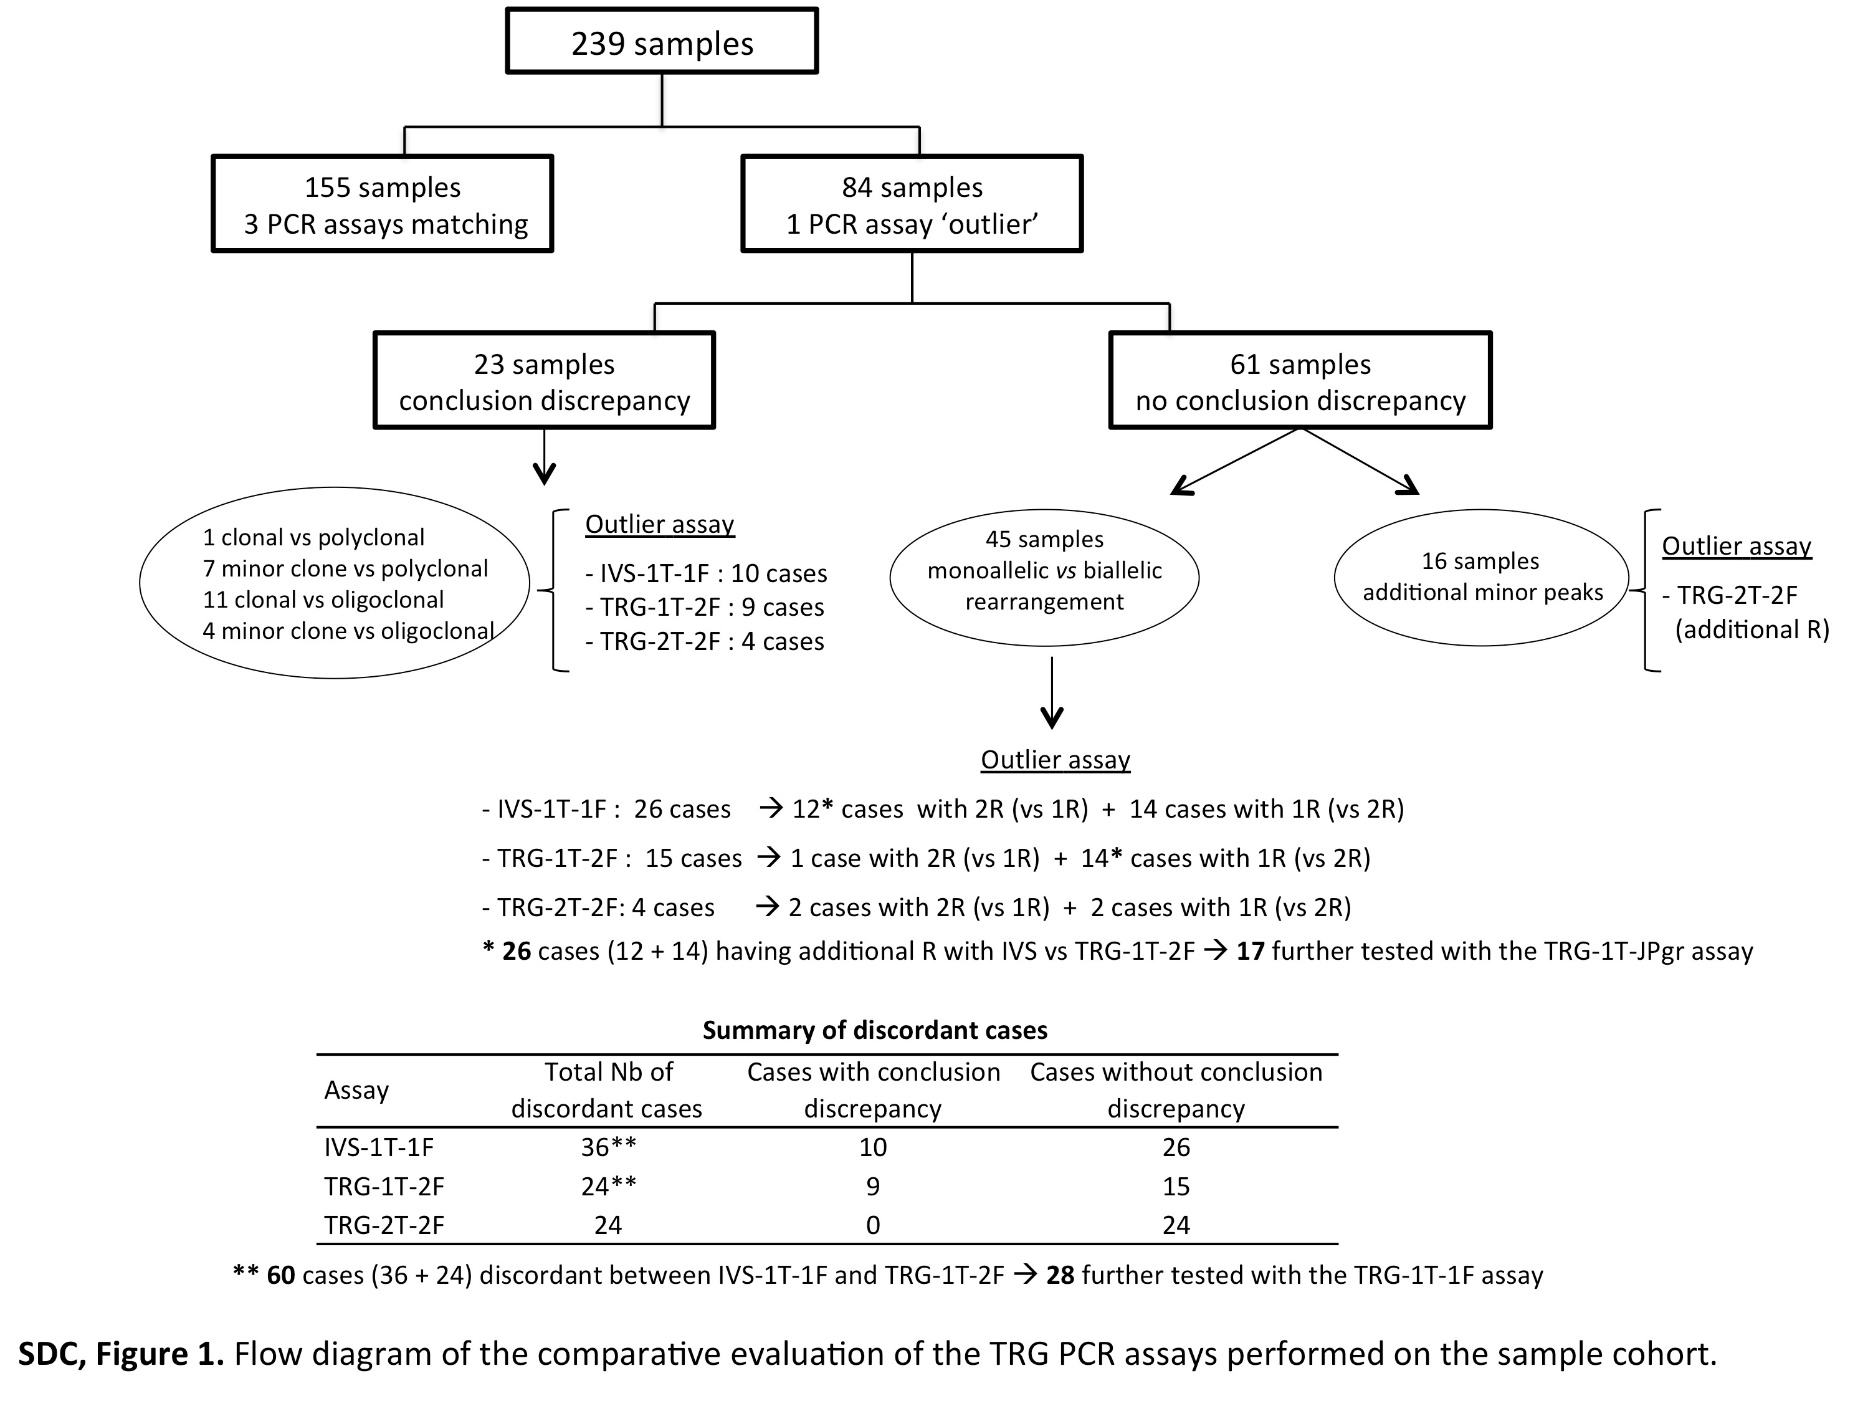 239 samples
155 samples
3 PCR assays matching
84 samples
1 PCR assay ‘outlier’
23 samples
conclusion discrepancy
61 samples
no conclusion discrepancy
1 clonal vs polyclonal
7 minor clone vs polyclonal
11 clonal vs oligoclonal
4 minor clone vs oligoclonal
Outlier assay
- IVS-1T-1F : 10 cases
- TRG-1T-2F : 9 cases
- TRG-2T-2F : 4 cases
45 samples
monoallelic vs biallelic
rearrangement
16 samples
additional minor peaks
Outlier assay
- TRG-2T-2F
(additional R)
Outlier assay
- IVS-1T-1F : 26 cases → 12* cases with 2R (vs 1R) + 14 cases with 1R (vs 2R)
- TRG-1T-2F : 15 cases → 1 case with 2R (vs 1R) + 14* cases with 1R (vs 2R)
- TRG-2T-2F: 4 cases → 2 cases with 2R (vs 1R) + 2 cases with 1R (vs 2R)
* 26 cases (12 + 14) having additional R with IVS vs TRG-1T-2F → 17 further tested with the TRG-1T-JPgr assay
Summary of discordant cases
Assay Total Nb of discordant cases Cases with conclusion discrepancy Cases without conclusion discrepancy
IVS-1T-1F 36** 10 26
TRG-1T-2F 24** 9 15
TRG-2T-2F 24 0 24
** 60 cases (36 + 24) discordant between IVS-1T-1F and TRG-1T-2F → 28 further tested with the TRG-1T-1F assay
SDC, Figure 1. Flow diagram of the comparative evaluation of the TRG PCR assays performed on the sample cohort.